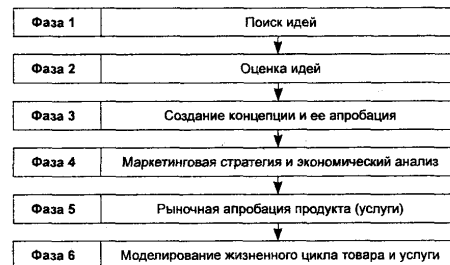 Фаза 1 Поиск идей
Фаза 2 Оценка идей
Фаза 3 Создание концепции и ее апробация
Фаза 4 Маркетинговая стратегия и экономический анализ
Фаза 5 Рыночная апробация продукта (услуги)
Фаза 6 Моделирование жизненного цикла товара и услуги